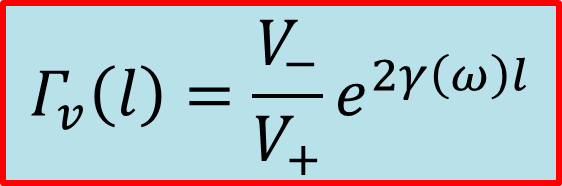 Γᵥ(l) = V₋/V₊ e^{2γ(ω)l}